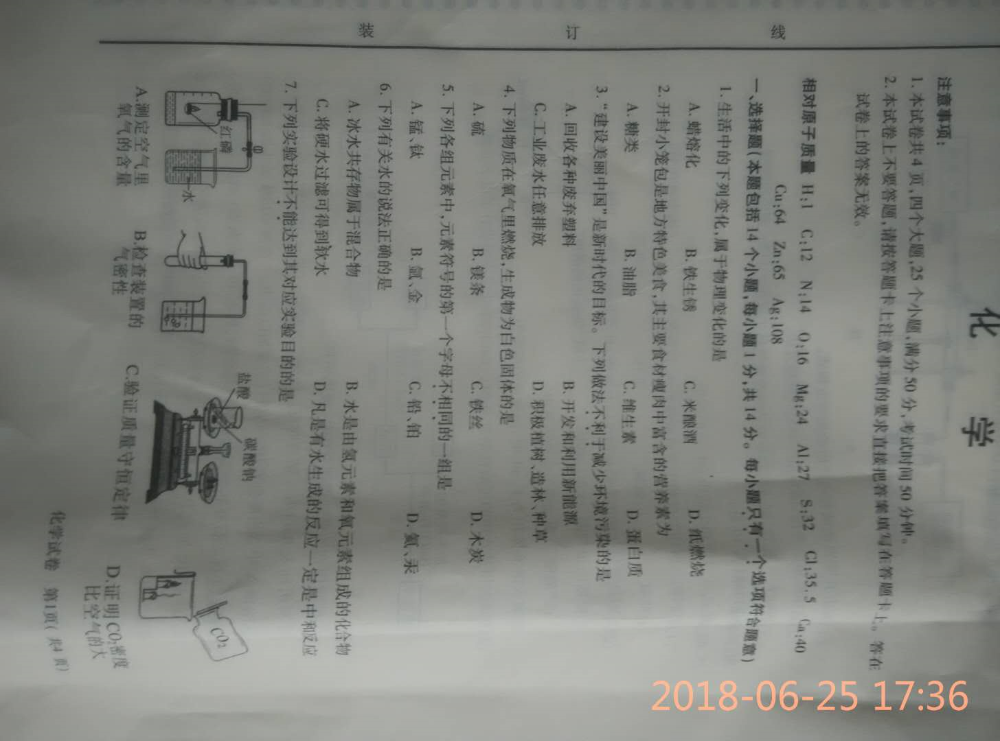 装 订 线
化 学
注意事项：
1. 本试卷共4页,四个大题,25个小题,满分50分,考试时间50分钟。
2. 本试卷上不要答题,请按答题卡上注意事项的要求直接把答案填写在答题卡上。答在
试卷上的答案无效。
相对原子质量 H:1 C:12 N:14 O:16 Mg:24 Al:27 S:32 Cl:35.5 Ca:40
Cu:64 Zn:65 Ag:108
一、选择题(本题包括14个小题,每小题1分,共14分。每小题只有一个选项符合题意)
1. 生活中的下列变化,属于物理变化的是
A. 蜡熔化 B. 铁生锈 C. 米酿酒 D. 纸燃烧
2. 开封小笼包是地方特色美食,其主要食材瘦肉中富含的营养素为
A. 糖类 B. 油脂 C. 维生素 D. 蛋白质
3. “建设美丽中国”是新时代的目标。下列做法不利于减少环境污染的是
A. 回收各种废弃塑料 B. 开发和利用新能源
C. 工业废水任意排放 D. 积极植树、造林、种草
4. 下列物质在氧气里燃烧,生成物为白色固体的是
A. 硫 B. 镁条 C. 铁丝 D. 木炭
5. 下列各组元素中,元素符号的第一个字母不相同的一组是
A. 锰、钛 B. 氩、金 C. 铅、铂 D. 氦、汞
6. 下列有关水的说法正确的是
A. 冰水共存物属于混合物 B. 水是由氢元素和氧元素组成的化合物
C. 将硬水过滤可得到软水 D. 凡是有水生成的反应一定是中和反应
7. 下列实验设计不能达到其对应实验目的的是
红磷
水
盐酸
碳酸钠
CO₂
A.测定空气里 B.检查装置的 C.验证质量守恒定律 D.证明CO₂密度
氧气的含量 气密性 比空气的大
化学试卷 第1页(共4页)
2018-06-25 17:36